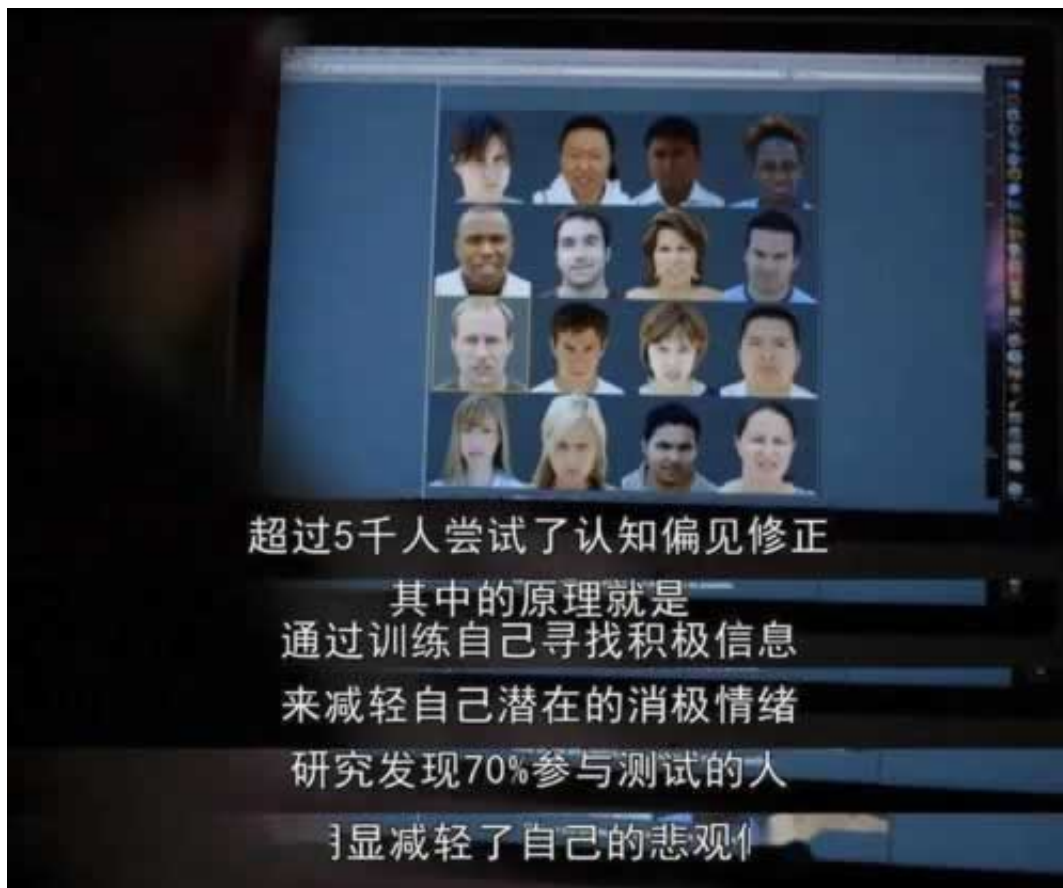 超过5千人尝试了认知偏见修正
其中的原理就是
通过训练自己寻找积极信息
来减轻自己潜在的消极情绪
研究发现70%参与测试的人
显减轻了自己的悲观